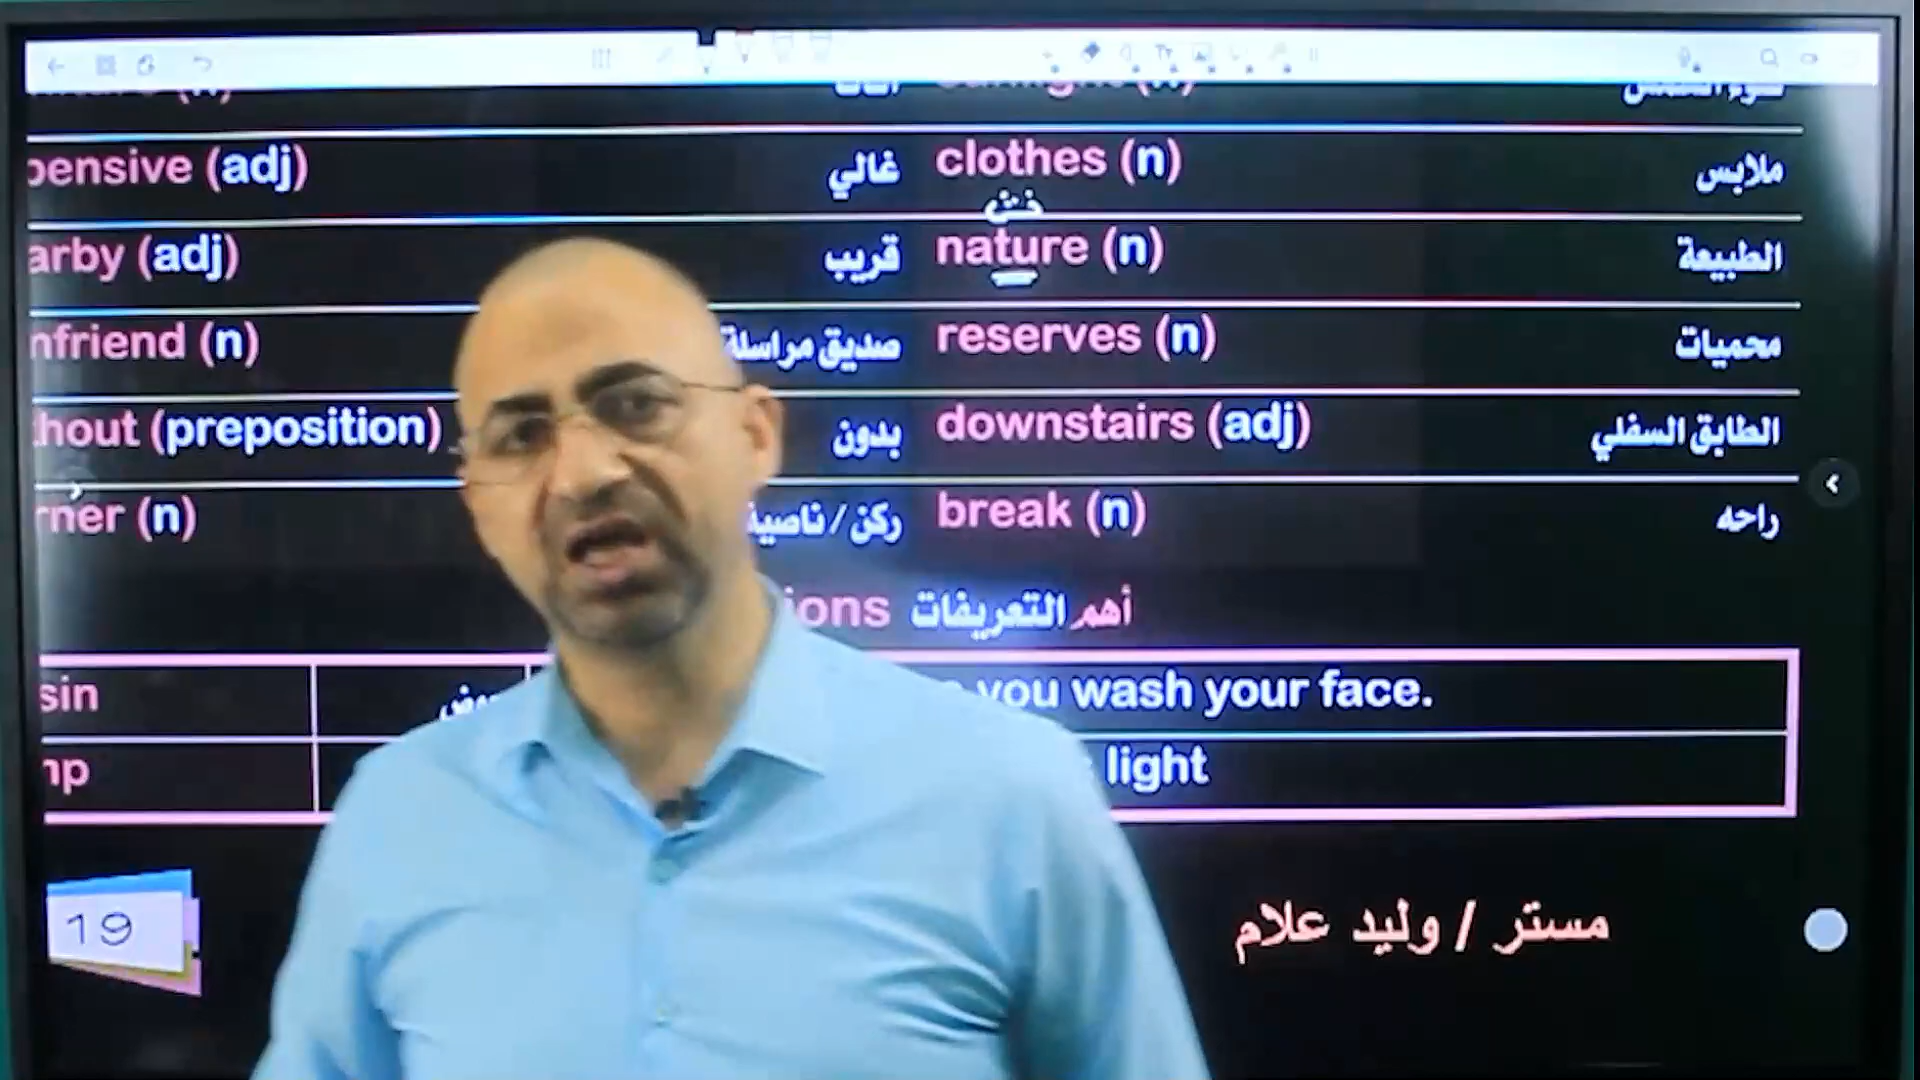 pensive (adj) غالي clothes (n) ملابس
arby (adj) قريب nature (n) الطبيعة
nfriend (n) صديق مراسلة reserves (n) محميات
hout (preposition) بدون downstairs (adj) الطابق السفلي
rner (n) ركن / ناصية break (n) راحه
ions أهم التعريفات
sin you wash your face.
mp light
19
مستر / وليد علام